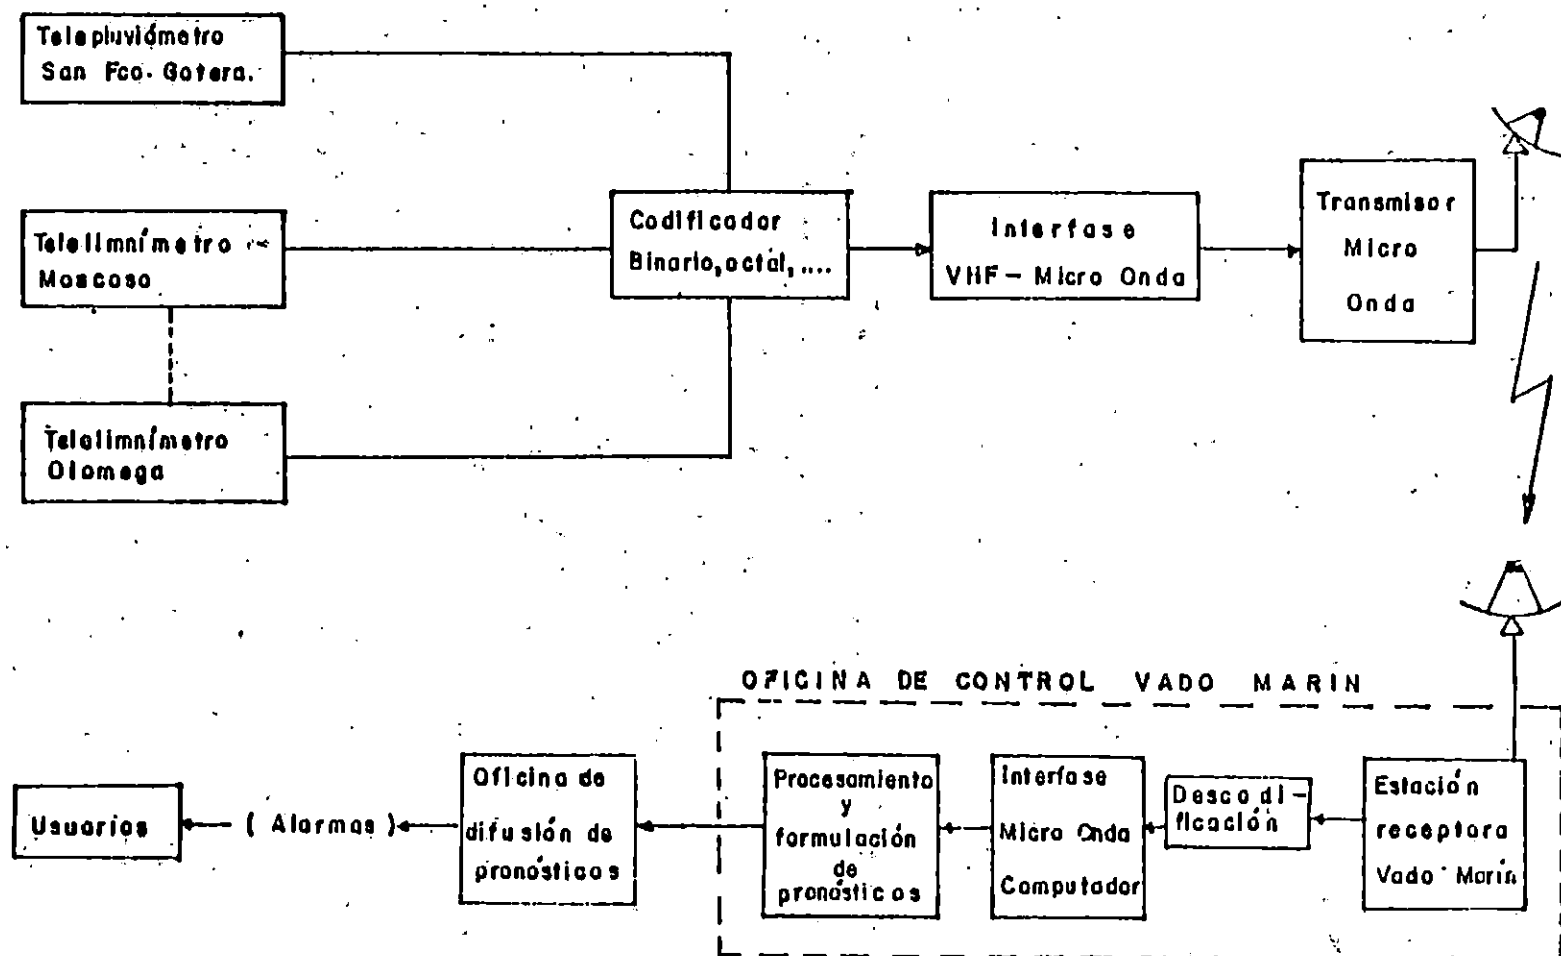 Telepluviómetro
San Fco. Gotera.
Telelimnímetro
Moscoso
Telelimnímetro
Olomega
Codificador
Binario, octál, ....
Interfase
VHF - Micro Onda
Transmisor
Micro
Onda
OFICINA DE CONTROL VADO MARIN
Estación
receptora
Vado Marín
Descodi-
ficación
Interfase
Micro Onda
Computador
Procesamiento
y
formulación
de
pronósticos
Oficina de
difusión de
pronósticos
( Alarmas )
Usuarios